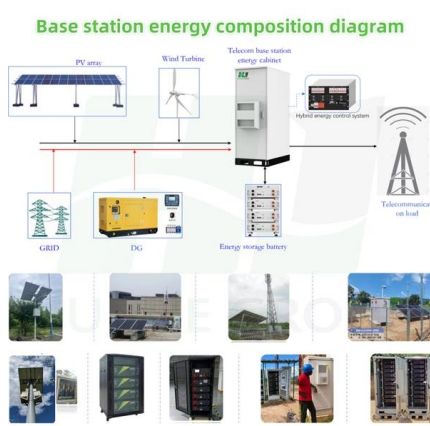 Base station energy composition diagram
PV array
Wind Turbine
Telecom base station
energy cabinet
Hybrid energy control system
Telecommunicati
on load
GRID
DG
Energy storage battery